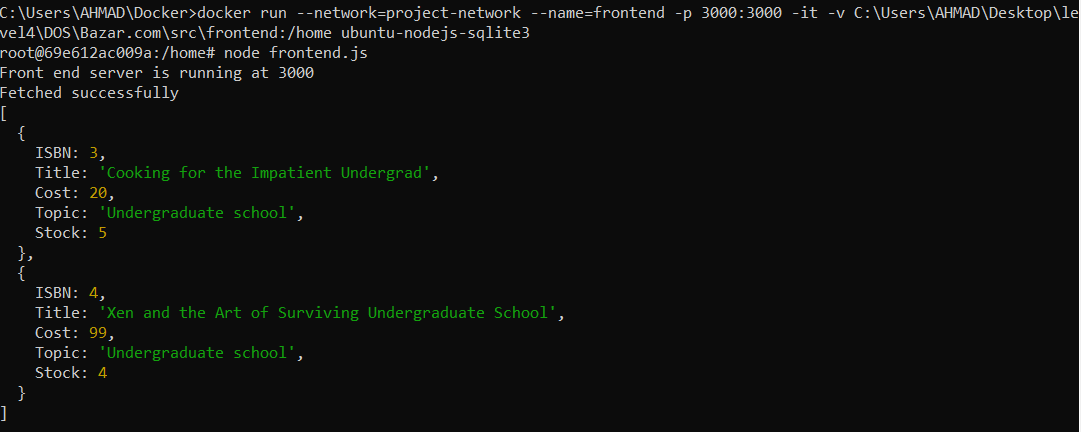 C:\Users\AHMAD\Docker>docker run --network=project-network --name=frontend -p 3000:3000 -it -v C:\Users\AHMAD\Desktop\le
vel4\DOS\Bazar.com\src\frontend:/home ubuntu-nodejs-sqlite3
root@69e612ac009a:/home# node frontend.js
Front end server is running at 3000
Fetched successfully
[
  {
    ISBN: 3,
    Title: 'Cooking for the Impatient Undergrad',
    Cost: 20,
    Topic: 'Undergraduate school',
    Stock: 5
  },
  {
    ISBN: 4,
    Title: 'Xen and the Art of Surviving Undergraduate School',
    Cost: 99,
    Topic: 'Undergraduate school',
    Stock: 4
  }
]